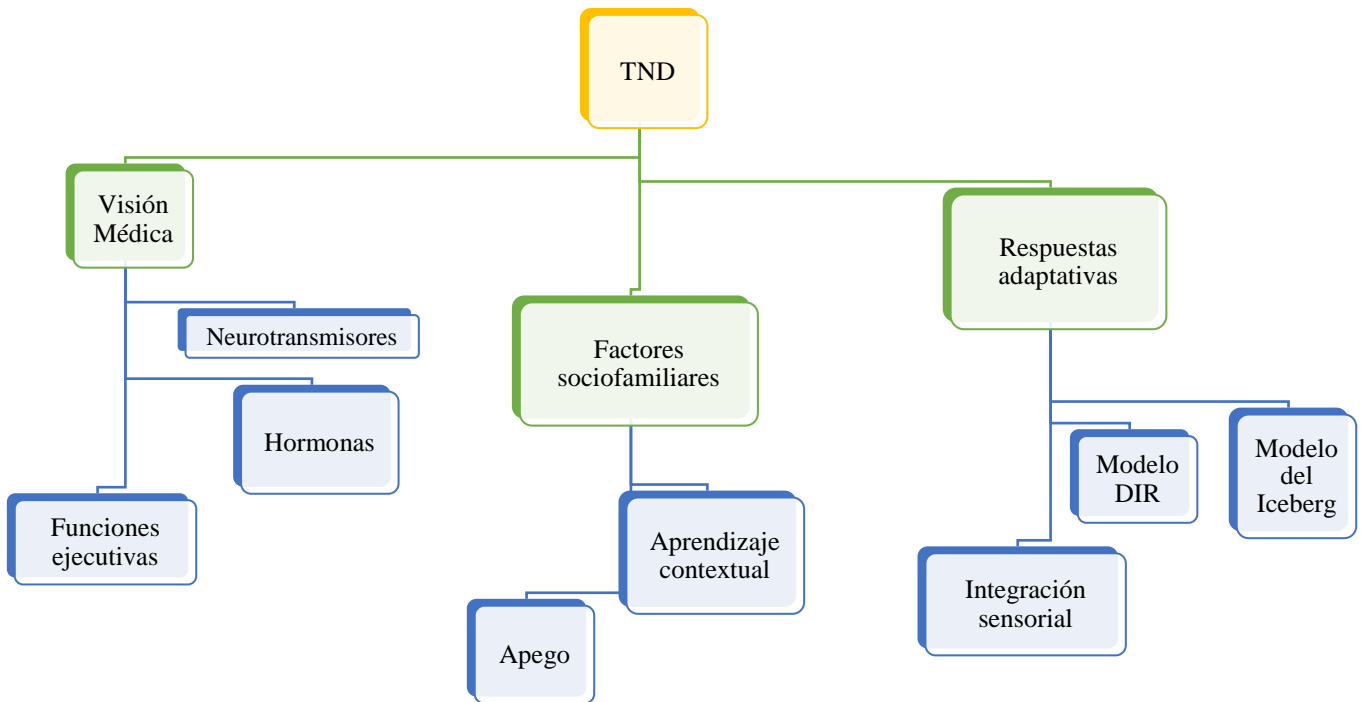 TND
Visión
Médica
Neurotransmisores
Hormonas
Funciones
ejecutivas
Factores
sociofamiliares
Aprendizaje
contextual
Apego
Respuestas
adaptativas
Modelo
DIR
Modelo
del
Iceberg
Integración
sensorial